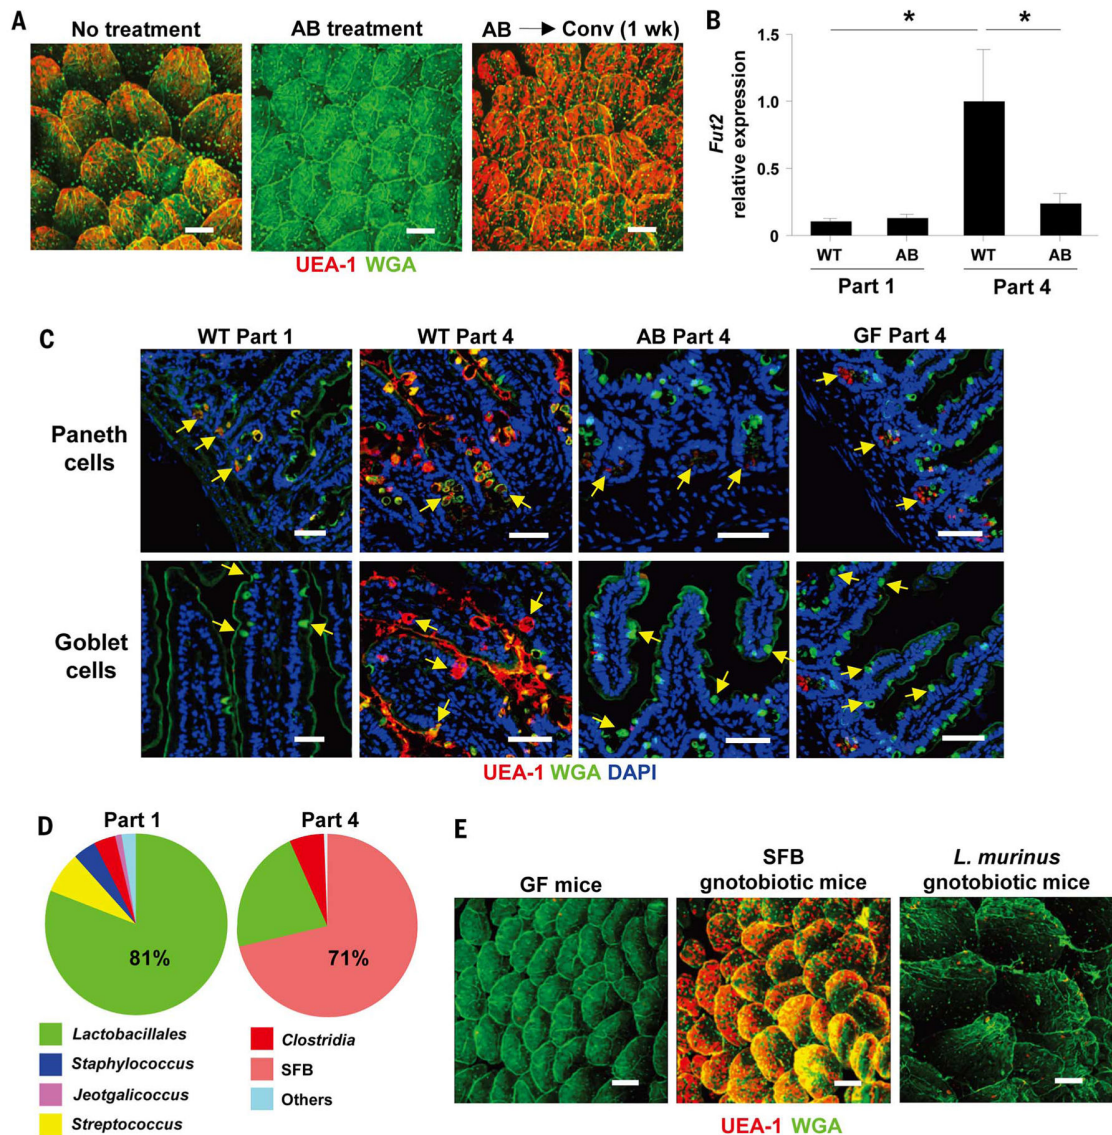 A
No treatment
AB treatment
AB → Conv (1 wk)
UEA-1 WGA
B
*
*
1.5
1.0
0.5
0
Fut2
relative expression
WT
AB
WT
AB
Part 1
Part 4
C
WT Part 1
WT Part 4
AB Part 4
GF Part 4
Paneth
cells
Goblet
cells
UEA-1 WGA DAPI
D
Part 1
Part 4
81%
71%
Lactobacillales
Staphylococcus
Jeotgalicoccus
Streptococcus
Clostridia
SFB
Others
E
GF mice
SFB
gnotobiotic mice
L. murinus
gnotobiotic mice
UEA-1 WGA